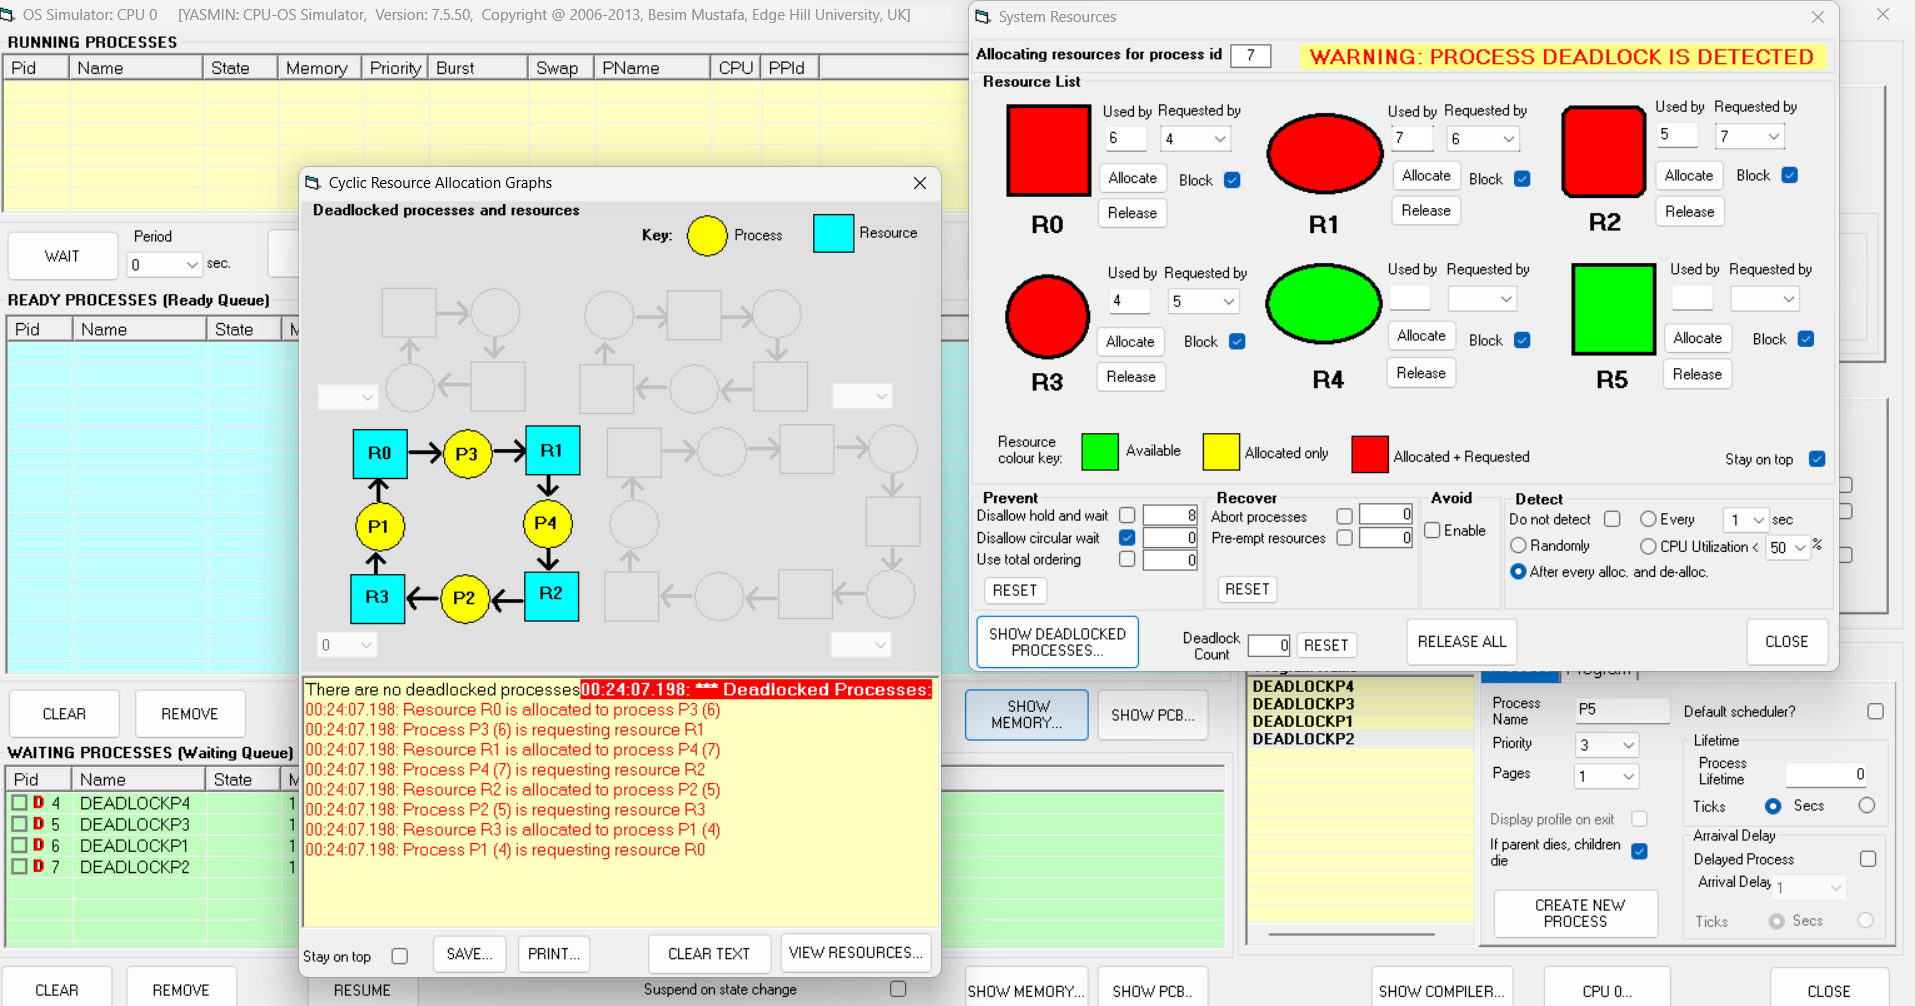 OS Simulator: CPU 0 [YASMIN: CPU-OS Simulator, Version: 7.5.50, Copyright @ 2006-2013, Besim Mustafa, Edge Hill University, UK]
RUNNING PROCESSES
Pid Name State Memory Priority Burst Swap PName CPU PPId
WAIT
Period
0 sec.
READY PROCESSES (Ready Queue)
Pid Name State M
CLEAR REMOVE
WAITING PROCESSES (Waiting Queue)
Pid Name State M
D 4 DEADLOCKP4 1
D 5 DEADLOCKP3 1
D 6 DEADLOCKP1 1
D 7 DEADLOCKP2 1
CLEAR REMOVE RESUME
Suspend on state change
Cyclic Resource Allocation Graphs
Deadlocked processes and resources
Key: Process Resource
R0 P3 R1
P1 P4
R3 P2 R2
0
There are no deadlocked processes00:24:07.198: *** Deadlocked Processes:
00:24:07.198: Resource R0 is allocated to process P3 (6)
00:24:07.198: Process P3 (6) is requesting resource R1
00:24:07.198: Resource R1 is allocated to process P4 (7)
00:24:07.198: Process P4 (7) is requesting resource R2
00:24:07.198: Resource R2 is allocated to process P2 (5)
00:24:07.198: Process P2 (5) is requesting resource R3
00:24:07.198: Resource R3 is allocated to process P1 (4)
00:24:07.198: Process P1 (4) is requesting resource R0
Stay on top SAVE... PRINT... CLEAR TEXT VIEW RESOURCES...
System Resources
Allocating resources for process id 7 WARNING: PROCESS DEADLOCK IS DETECTED
Resource List
Used by Requested by
6 4
Allocate Block
Release
R0
Used by Requested by
7 6
Allocate Block
Release
R1
Used by Requested by
5 7
Allocate Block
Release
R2
Used by Requested by
4 5
Allocate Block
Release
R3
Used by Requested by
Allocate Block
Release
R4
Used by Requested by
Allocate Block
Release
R5
Resource
colour key: Available Allocated only Allocated + Requested
Stay on top
Prevent
Disallow hold and wait 8
Disallow circular wait 0
Use total ordering 0
RESET
Recover
Abort processes 0
Pre-empt resources 0
RESET
Avoid
Enable
Detect
Do not detect Every 1 sec
Randomly CPU Utilization < 50 %
After every alloc. and de-alloc.
SHOW DEADLOCKED
PROCESSES...
Deadlock
Count 0 RESET
RELEASE ALL
CLOSE
SHOW
MEMORY...
SHOW PCB...
DEADLOCKP4
DEADLOCKP3
DEADLOCKP1
DEADLOCKP2
Program
Process
Name P5
Priority 3
Pages 1
Display profile on exit
If parent dies, children
die
CREATE NEW
PROCESS
Default scheduler?
Lifetime
Process
Lifetime 0
Ticks Secs
Arraival Delay
Delayed Process
Arrival Delay 1
Ticks Secs
SHOW MEMORY... SHOW PCB.. SHOW COMPILER... CPU 0... CLOSE